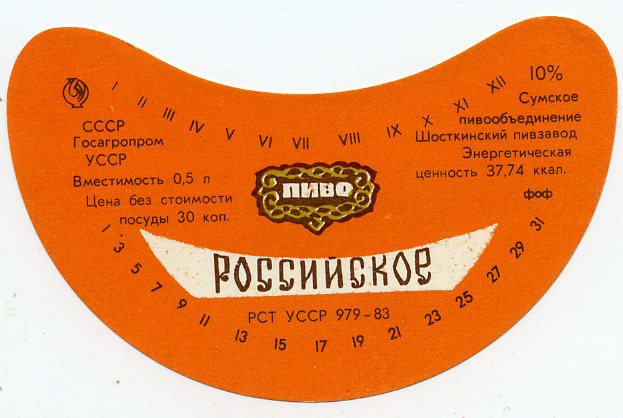 I II III IV V VI VII VIII IX X XI XII
СССР
Госагропром
УССР
Вместимость 0,5 л
Цена без стоимости
посуды 30 коп.
10%
Сумское
пивообъединение
Шосткинский пивзавод
Энергетическая
ценность 37,74 ккал.
фоф
ПИВО
РОССИЙСКОЕ
РСТ УССР 979-83
1 3 5 7 9 11 13 15 17 19 21 23 25 27 29 31